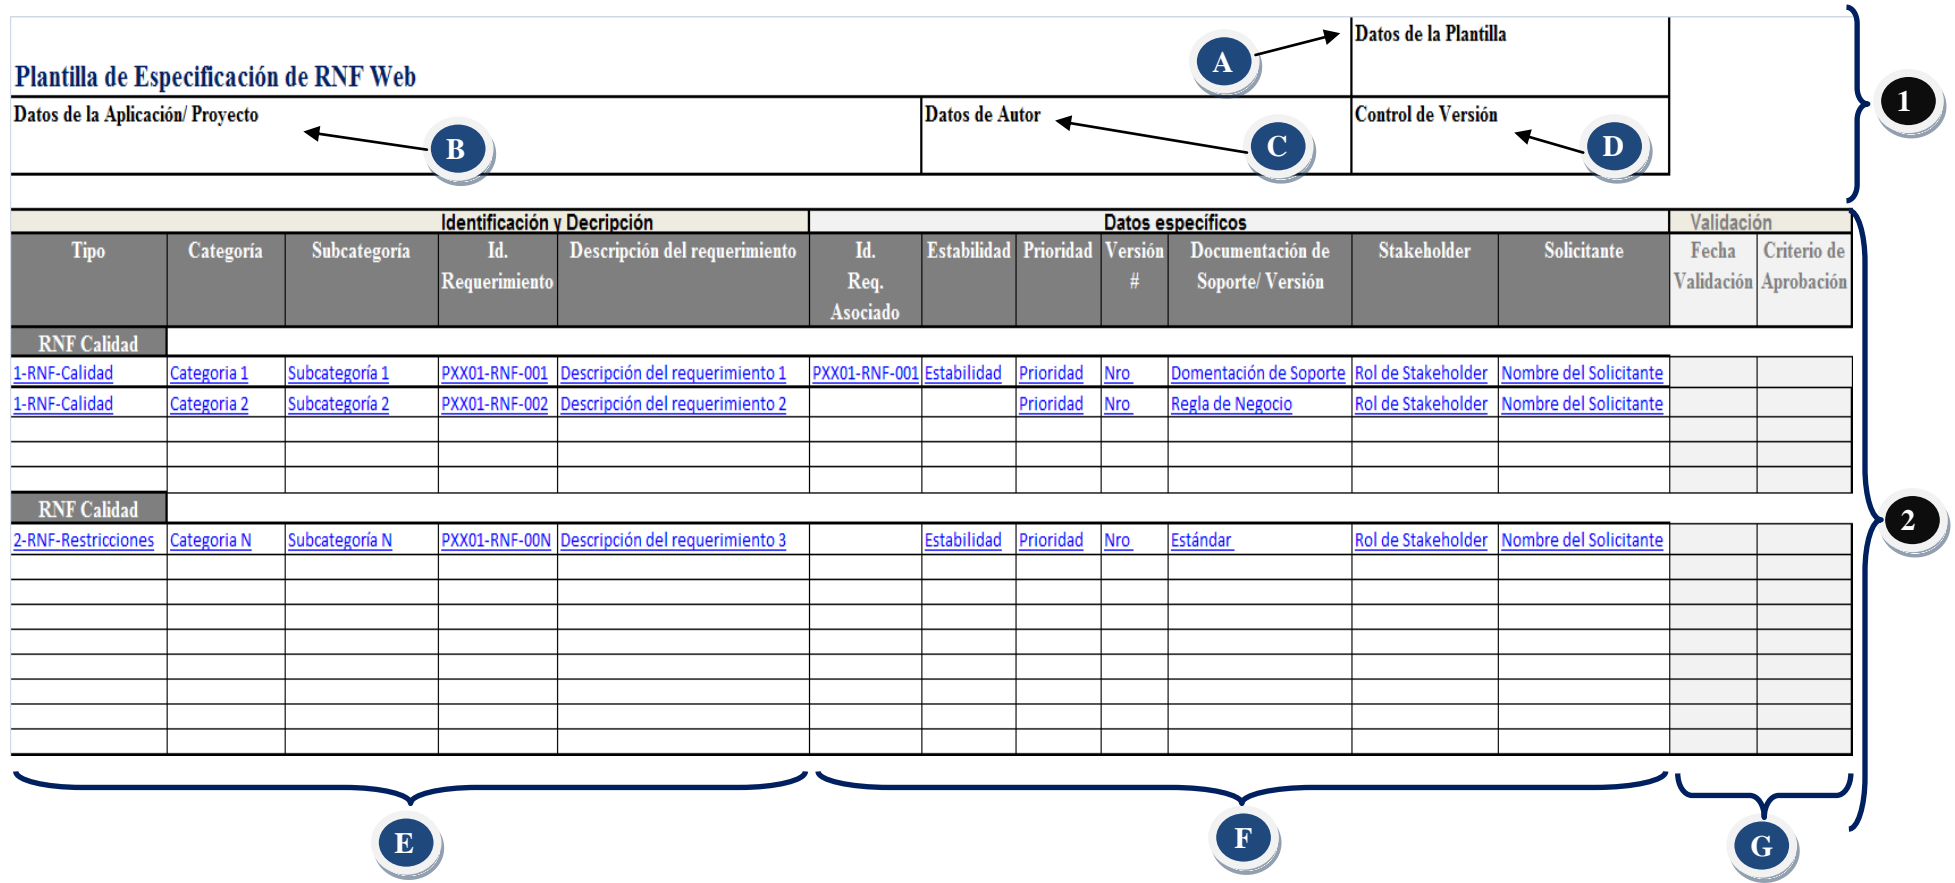 Datos de la Plantilla
A
Plantilla de Especificación de RNF Web
1
Datos de la Aplicación/ Proyecto
Datos de Autor
Control de Versión
B
C
D
Identificación y Decripción
Datos específicos
Validación
Tipo
Categoría
Subcategoría
Id.
Requerimiento
Descripción del requerimiento
Id.
Req.
Asociado
Estabilidad
Prioridad
Versión
#
Documentación de
Soporte/ Versión
Stakeholder
Solicitante
Fecha
Validación
Criterio de
Aprobación
RNF Calidad
1-RNF-Calidad Categoria 1 Subcategoría 1 PXX01-RNF-001 Descripción del requerimiento 1 PXX01-RNF-001 Estabilidad Prioridad Nro Domentación de Soporte Rol de Stakeholder Nombre del Solicitante
1-RNF-Calidad Categoria 2 Subcategoría 2 PXX01-RNF-002 Descripción del requerimiento 2 Prioridad Nro Regla de Negocio Rol de Stakeholder Nombre del Solicitante
RNF Calidad
2
2-RNF-Restricciones Categoria N Subcategoría N PXX01-RNF-00N Descripción del requerimiento 3 Estabilidad Prioridad Nro Estándar Rol de Stakeholder Nombre del Solicitante
E
F
G